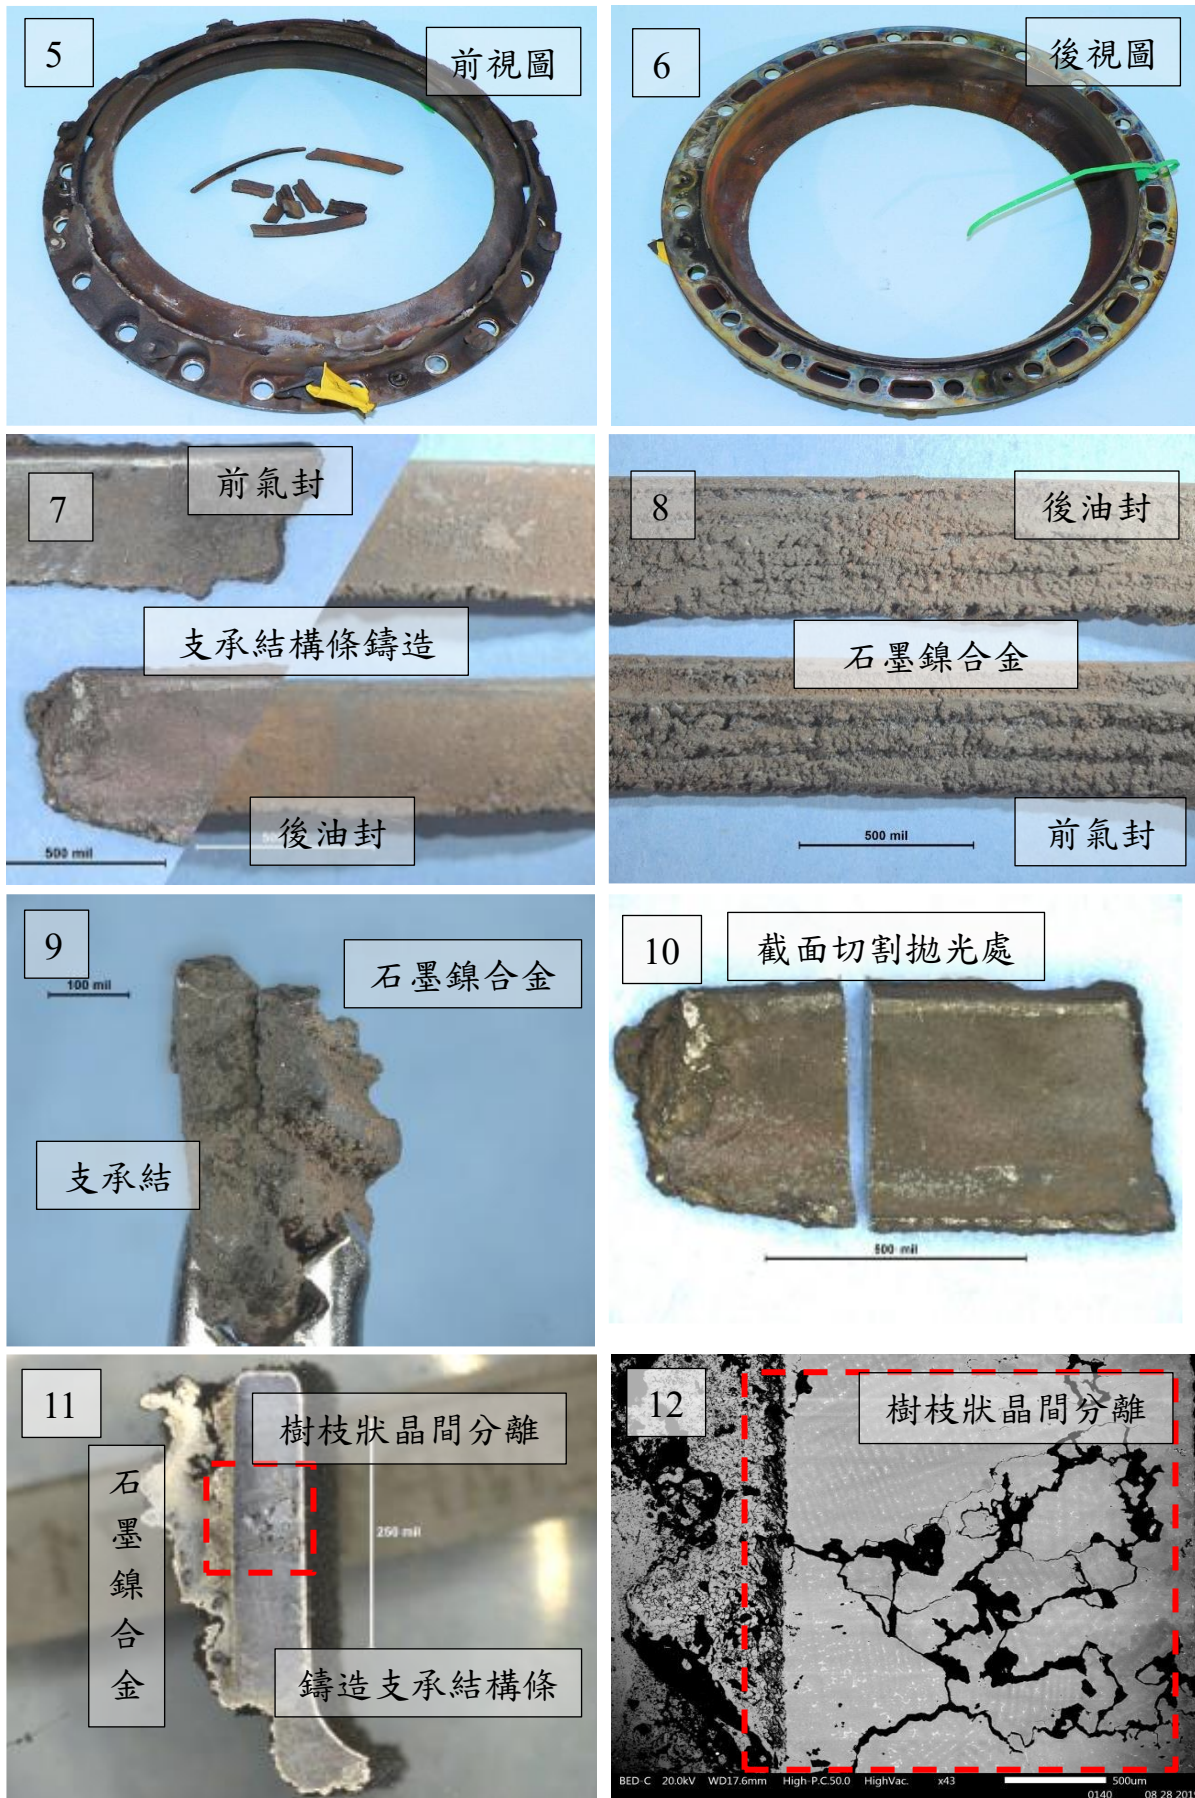 5
前視圖
6
後視圖
7
前氣封
支承結構條鑄造
後油封
500 mil
8
後油封
石墨鎳合金
500 mil
前氣封
9
100 mil
石墨鎳合金
支承結
10
截面切割拋光處
500 mil
11
樹枝狀晶間分離
石墨鎳合金
250 mil
鑄造支承結構條
12
樹枝狀晶間分離
BED-C 20.0kV WD17.6mm High-P.C.50.0 HighVac. x43 500um
0140 08 28 201